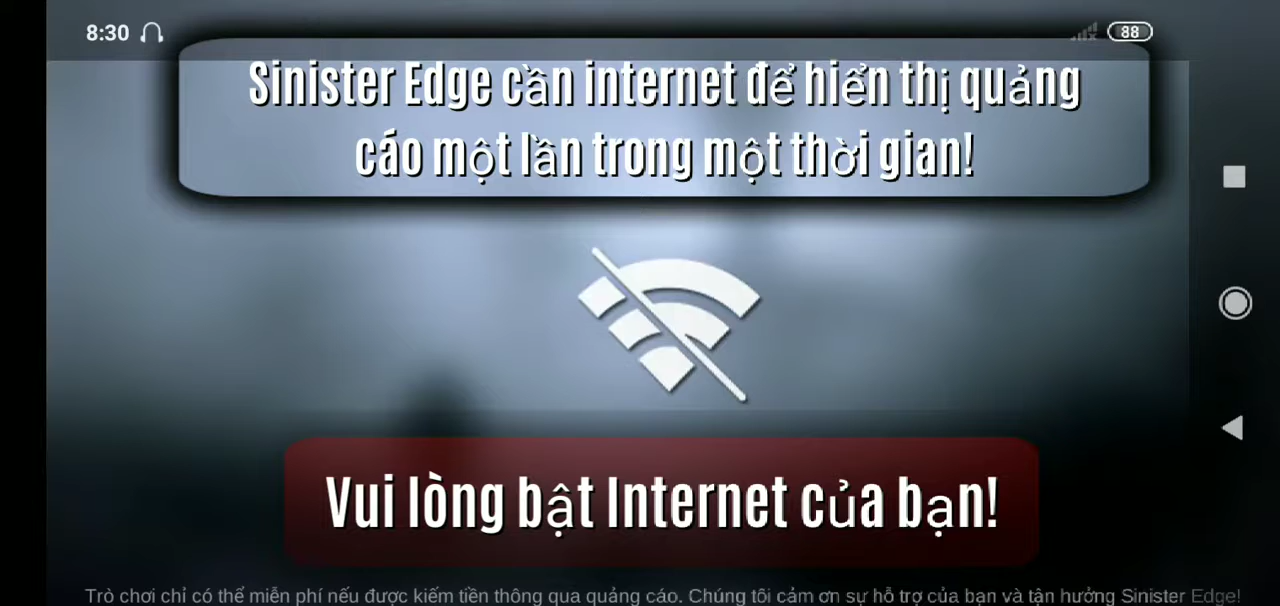 8:30
88
Sinister Edge cần internet để hiển thị quảng
cáo một lần trong một thời gian!
Vui lòng bật Internet của bạn!
Trò chơi chỉ có thể miễn phí nếu được kiếm tiền thông qua quảng cáo. Chúng tôi cảm ơn sự hỗ trợ của bạn và tận hưởng Sinister Edge!